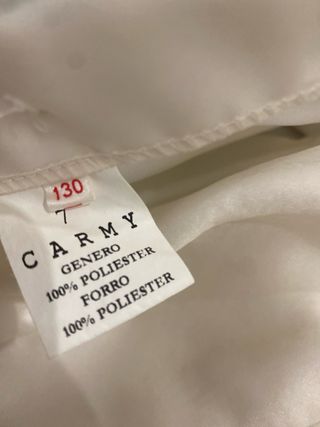 130
7
CARMY
GENERO
100% POLIESTER
FORRO
100% POLIESTER